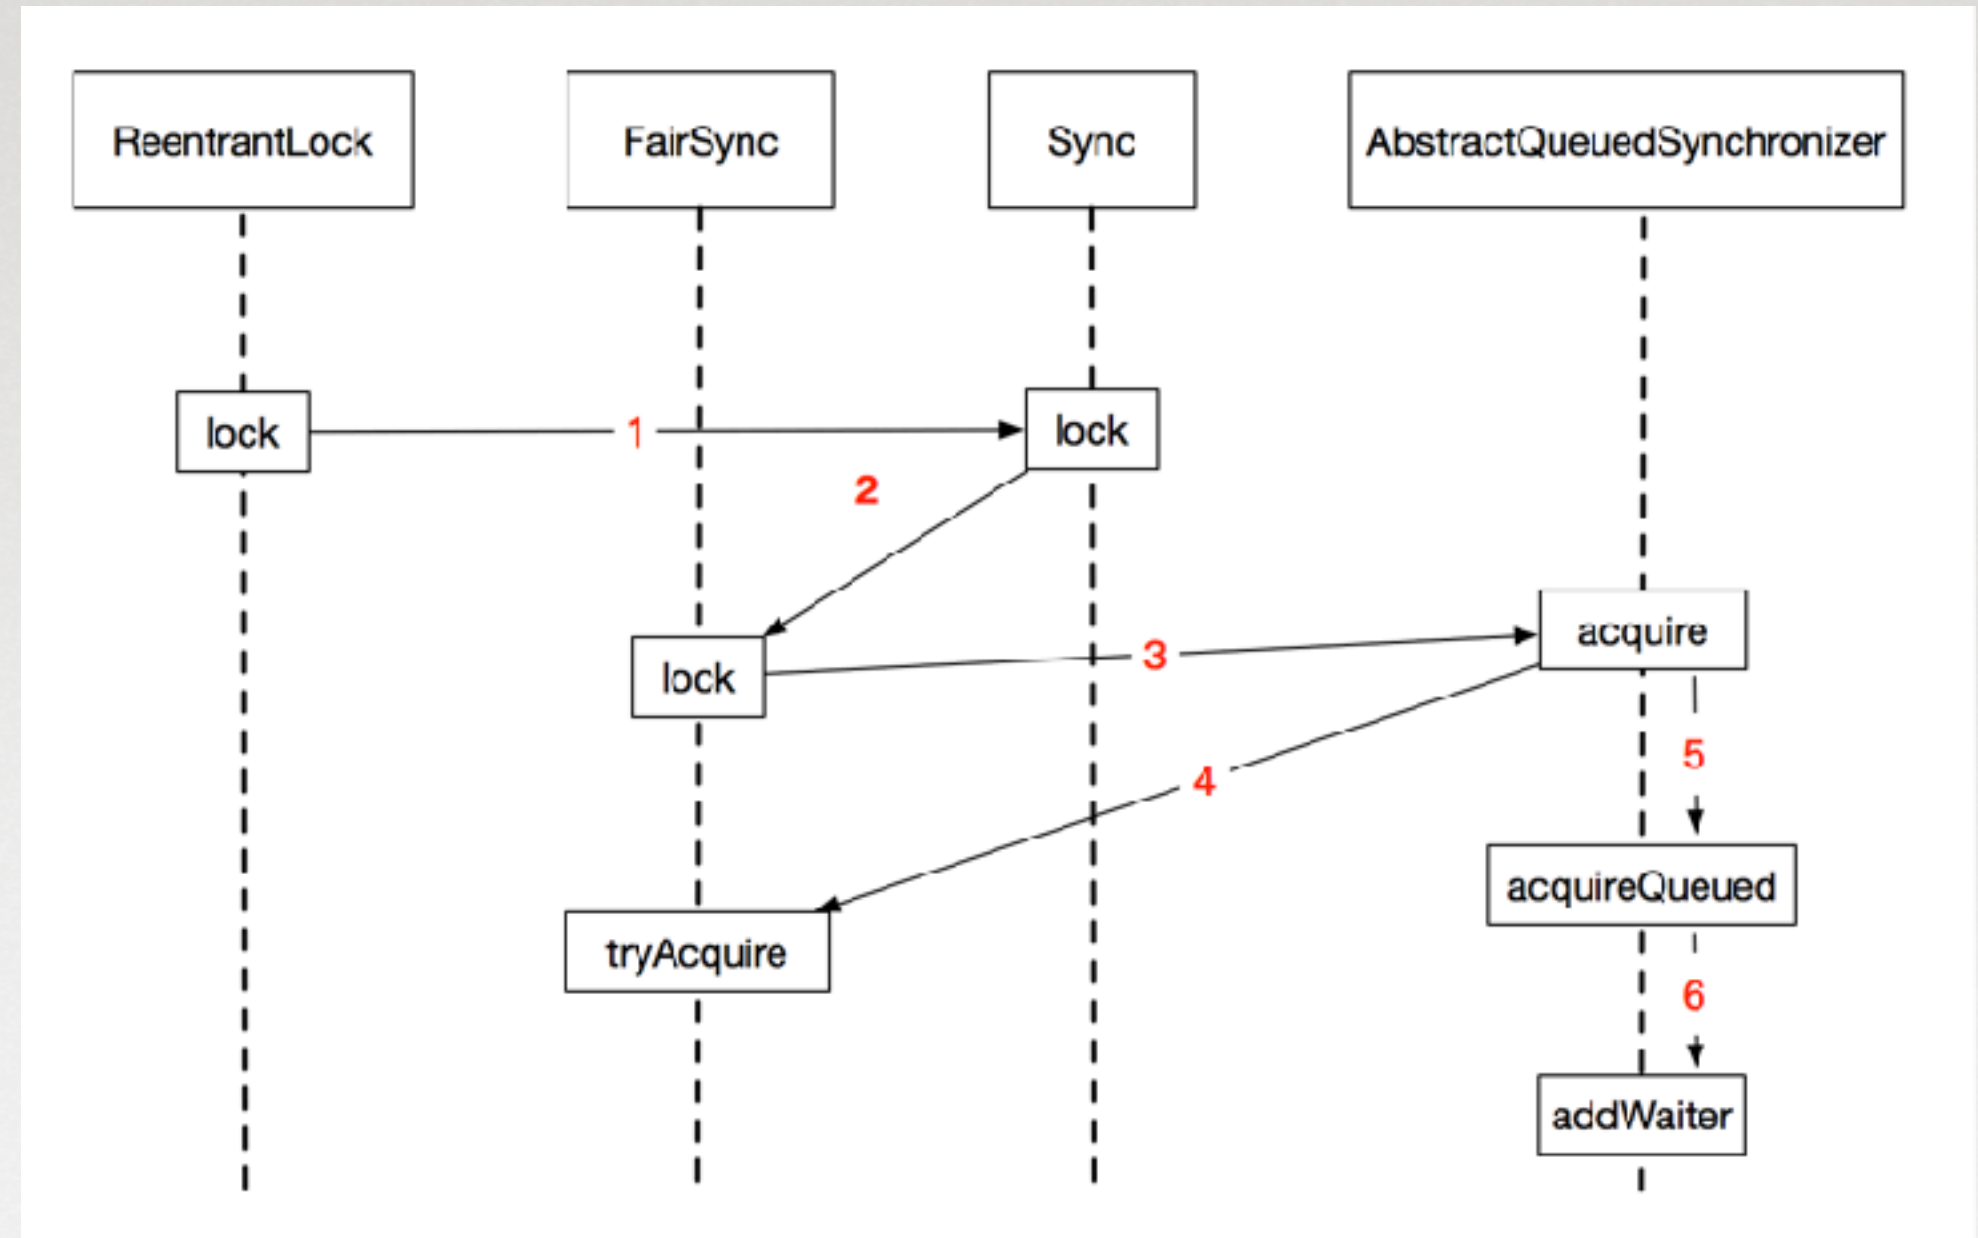 ReentrantLock
FairSync
Sync
AbstractQueuedSynchronizer
lock
1
lock
2
lock
3
acquire
4
5
tryAcquire
acquireQueued
6
addWaiter